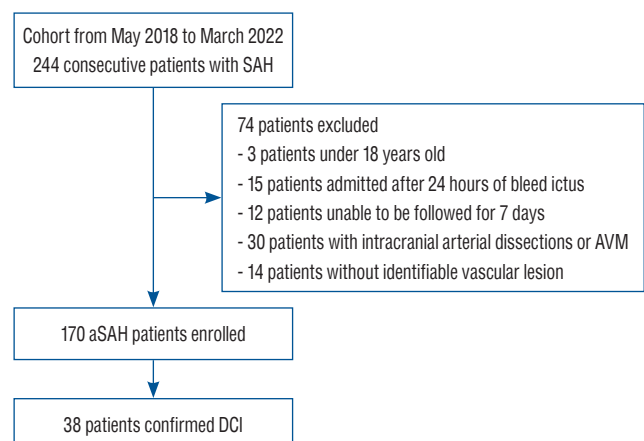 Cohort from May 2018 to March 2022
244 consecutive patients with SAH
74 patients excluded
- 3 patients under 18 years old
- 15 patients admitted after 24 hours of bleed ictus
- 12 patients unable to be followed for 7 days
- 30 patients with intracranial arterial dissections or AVM
- 14 patients without identifiable vascular lesion
170 aSAH patients enrolled
38 patients confirmed DCI